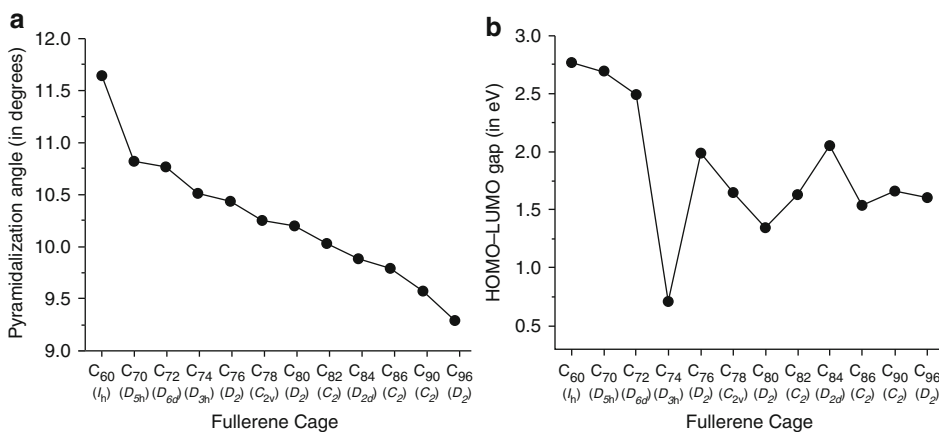 a
Pyramidalization angle (in degrees)
12.0
11.5
11.0
10.5
10.0
9.5
9.0
C60 C70 C72 C74 C76 C78 C80 C82 C84 C86 C90 C96
(Ih) (D5h) (D6d) (D3h) (D2) (C2v) (D2) (C2) (D2d) (C2) (C2) (D2)
Fullerene Cage
b
HOMO–LUMO gap (in eV)
3.0
2.5
2.0
1.5
1.0
0.5
C60 C70 C72 C74 C76 C78 C80 C82 C84 C86 C90 C96
(Ih) (D5h) (D6d) (D3h) (D2) (C2v) (D2) (C2) (D2d) (C2) (C2) (D2)
Fullerene Cage